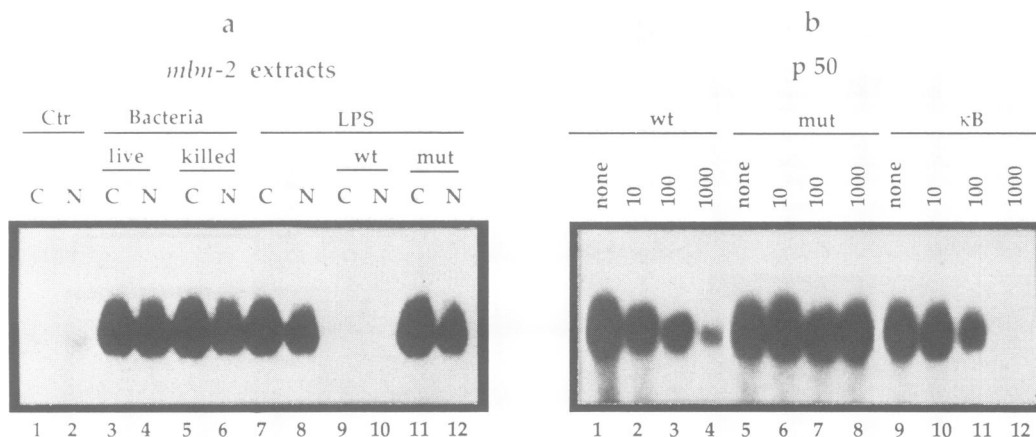 a
mbn-2 extracts
Ctr Bacteria LPS
live killed wt mut
C N C N C N C N C N C N
1 2 3 4 5 6 7 8 9 10 11 12
b
p 50
wt mut κB
none 10 100 1000 none 10 100 1000 none 10 100 1000
1 2 3 4 5 6 7 8 9 10 11 12